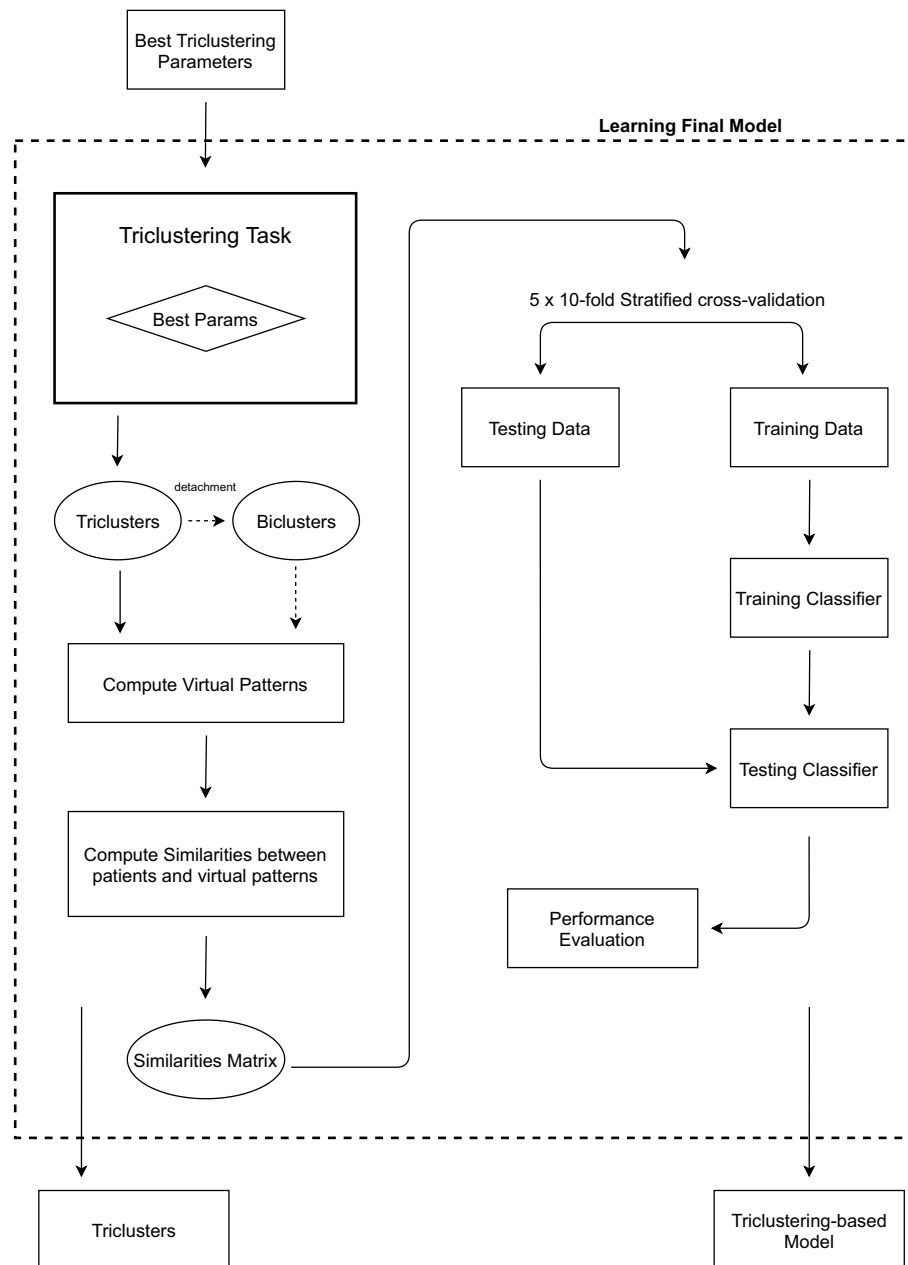 Best Triclustering
Parameters
Learning Final Model
Triclustering Task
Best Params
detachment
Triclusters
Biclusters
Compute Virtual Patterns
Compute Similarities between
patients and virtual patterns
Similarities Matrix
5 x 10-fold Stratified cross-validation
Testing Data
Training Data
Training Classifier
Testing Classifier
Performance
Evaluation
Triclusters
Triclustering-based
Model